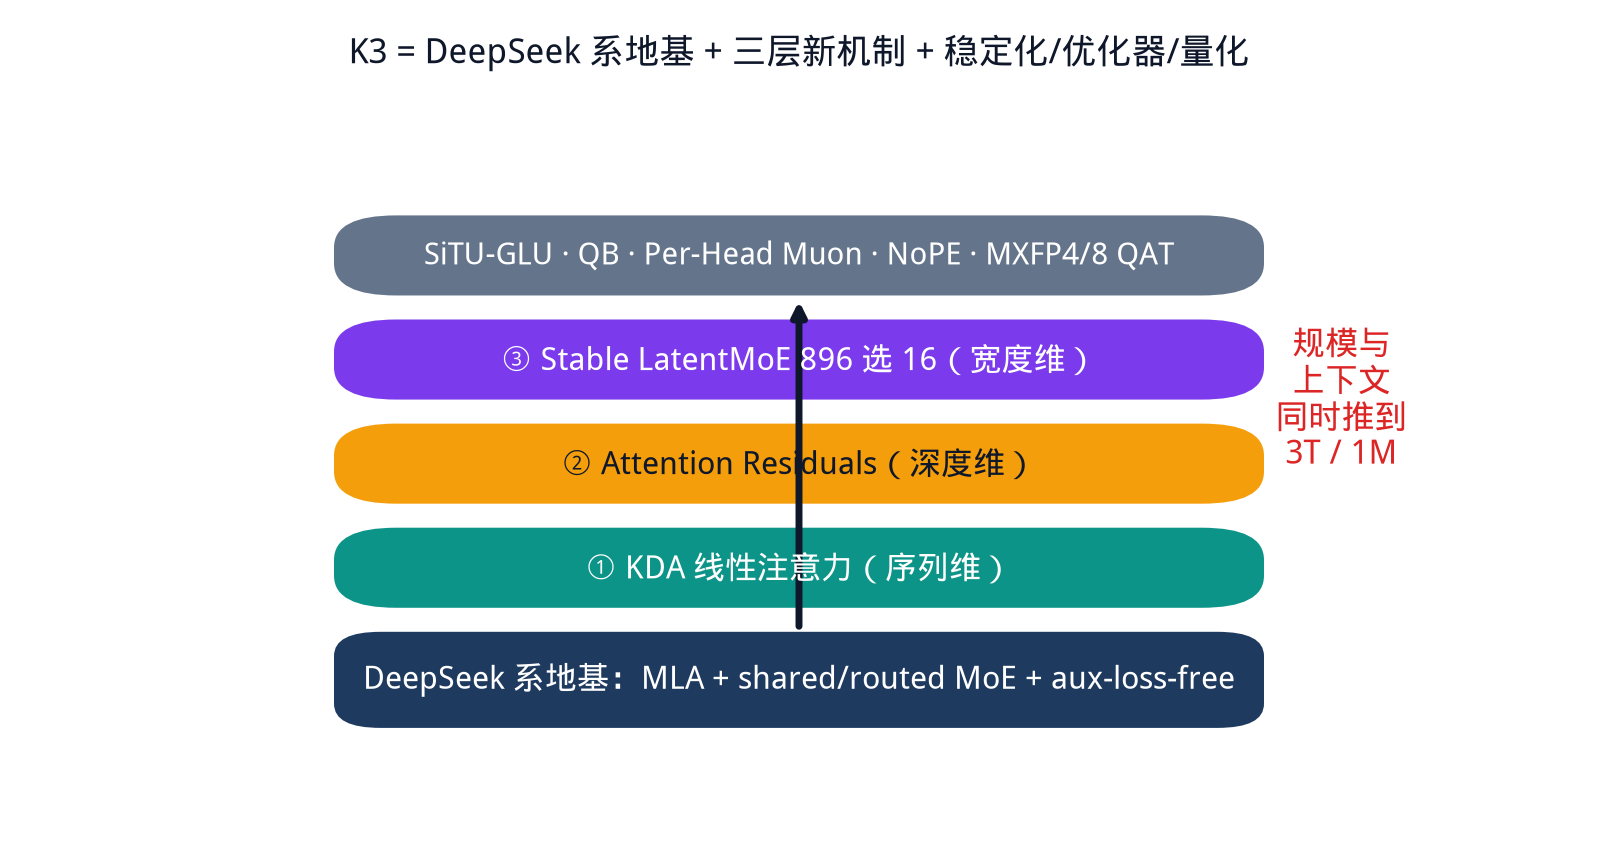 K3 = DeepSeek 系地基 + 三层新机制 + 稳定化/优化器/量化
SiTU-GLU · QB · Per-Head Muon · NoPE · MXFP4/8 QAT
③ Stable LatentMoE 896 选 16（宽度维）
② Attention Residuals（深度维）
① KDA 线性注意力（序列维）
DeepSeek 系地基：MLA + shared/routed MoE + aux-loss-free
规模与
上下文
同时推到
3T / 1M